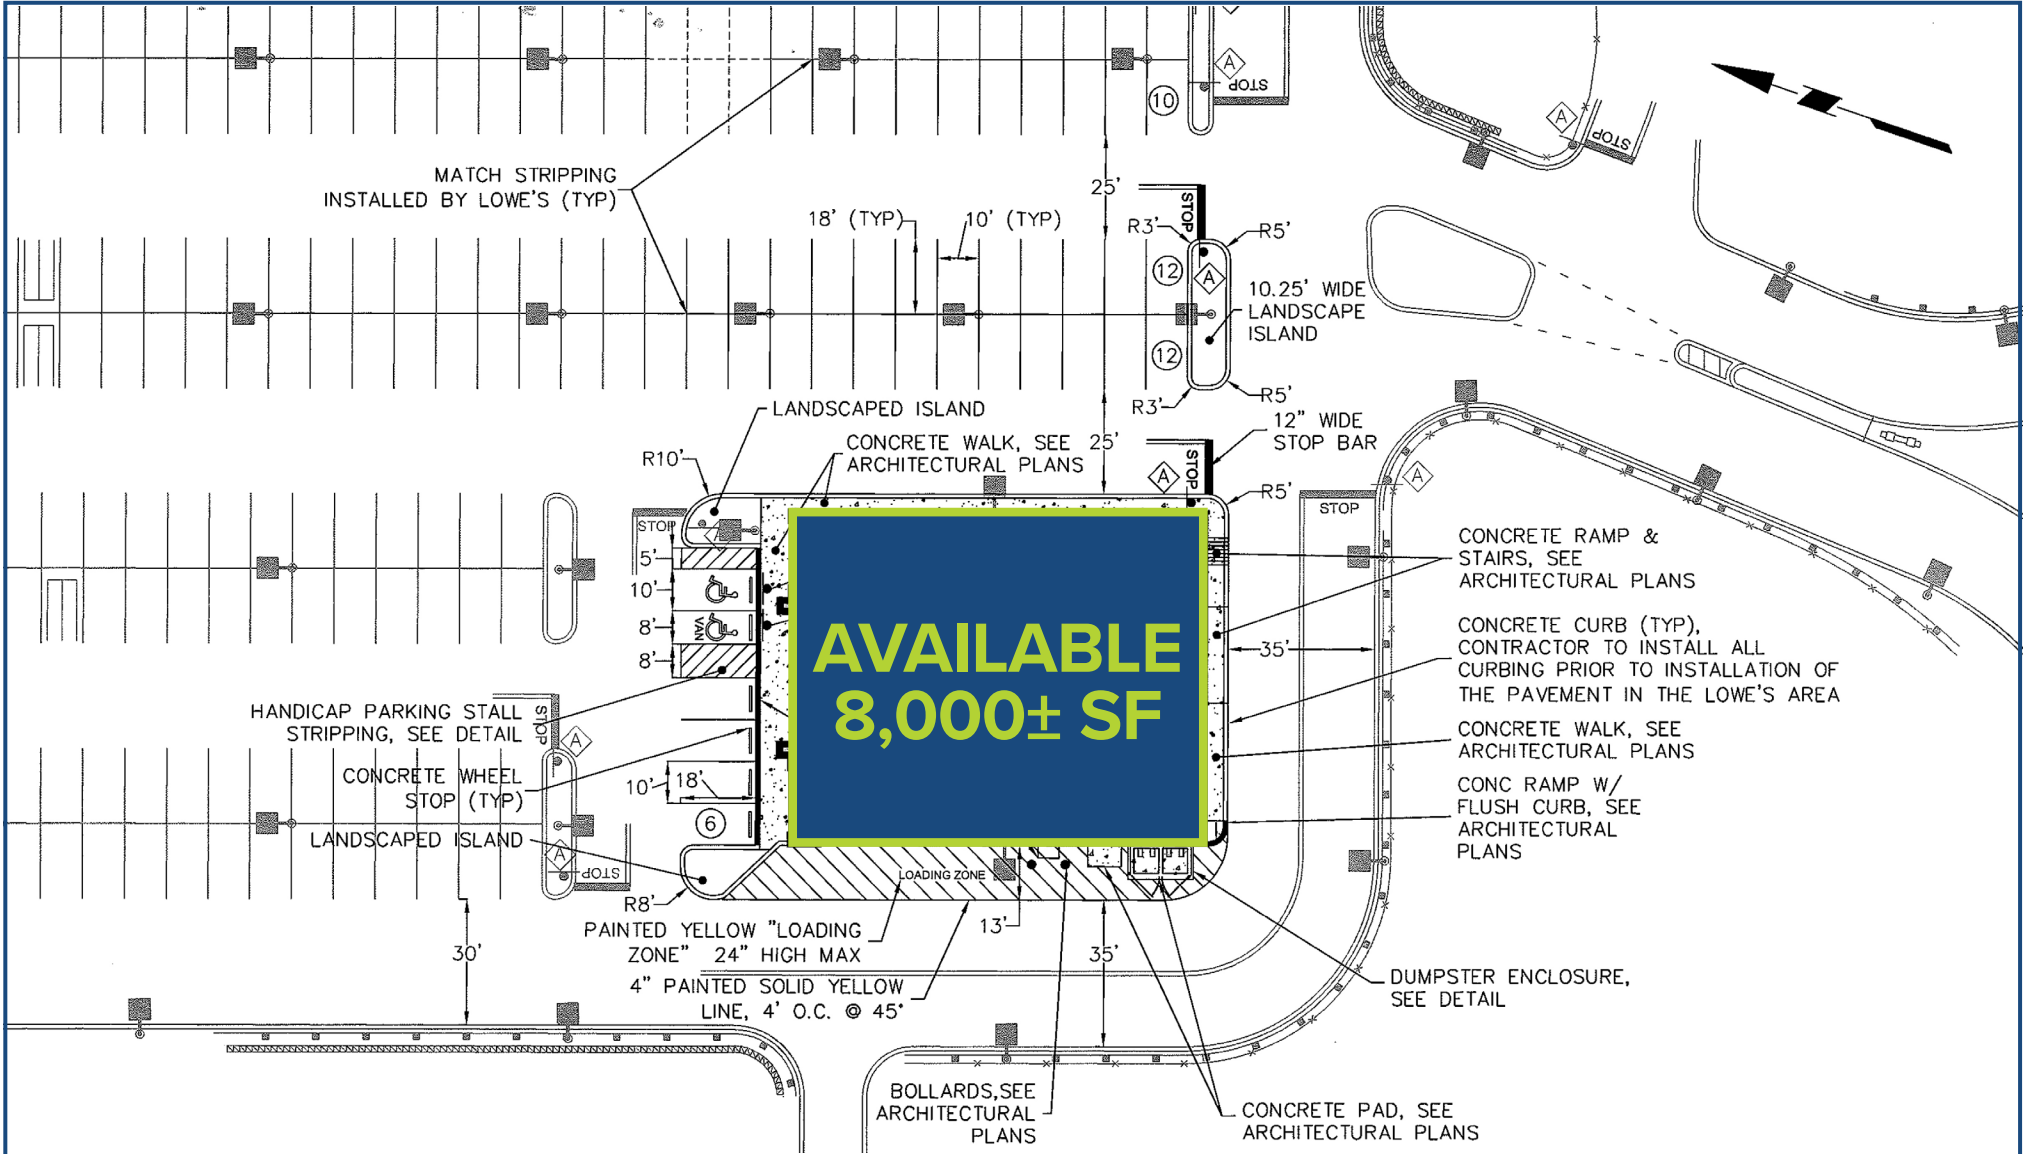 STOP
A
A
10
A
STOP
MATCH STRIPPING
INSTALLED BY LOWE'S (TYP)
25'
18' (TYP)
10' (TYP)
STOP
R3'
R5'
12
A
10.25' WIDE
LANDSCAPE
ISLAND
12
R3'
R5'
LANDSCAPED ISLAND
12" WIDE
STOP BAR
CONCRETE WALK, SEE
ARCHITECTURAL PLANS
25'
R10'
A
STOP
R5'
A
STOP
STOP
5'
10'
8'
VAN
8'
AVAILABLE
8,000± SF
35'
CONCRETE RAMP &
STAIRS, SEE
ARCHITECTURAL PLANS
CONCRETE CURB (TYP),
CONTRACTOR TO INSTALL ALL
CURBING PRIOR TO INSTALLATION OF
THE PAVEMENT IN THE LOWE'S AREA
CONCRETE WALK, SEE
ARCHITECTURAL PLANS
CONC RAMP W/
FLUSH CURB, SEE
ARCHITECTURAL
PLANS
HANDICAP PARKING STALL
STRIPPING, SEE DETAIL
STOP
A
CONCRETE WHEEL
STOP (TYP)
10'
18'
6
LANDSCAPED ISLAND
A
STOP
R8'
LOADING ZONE
PAINTED YELLOW "LOADING
ZONE" 24" HIGH MAX
13'
30'
35'
4" PAINTED SOLID YELLOW
LINE, 4' O.C. @ 45°
DUMPSTER ENCLOSURE,
SEE DETAIL
BOLLARDS,SEE
ARCHITECTURAL
PLANS
CONCRETE PAD, SEE
ARCHITECTURAL PLANS